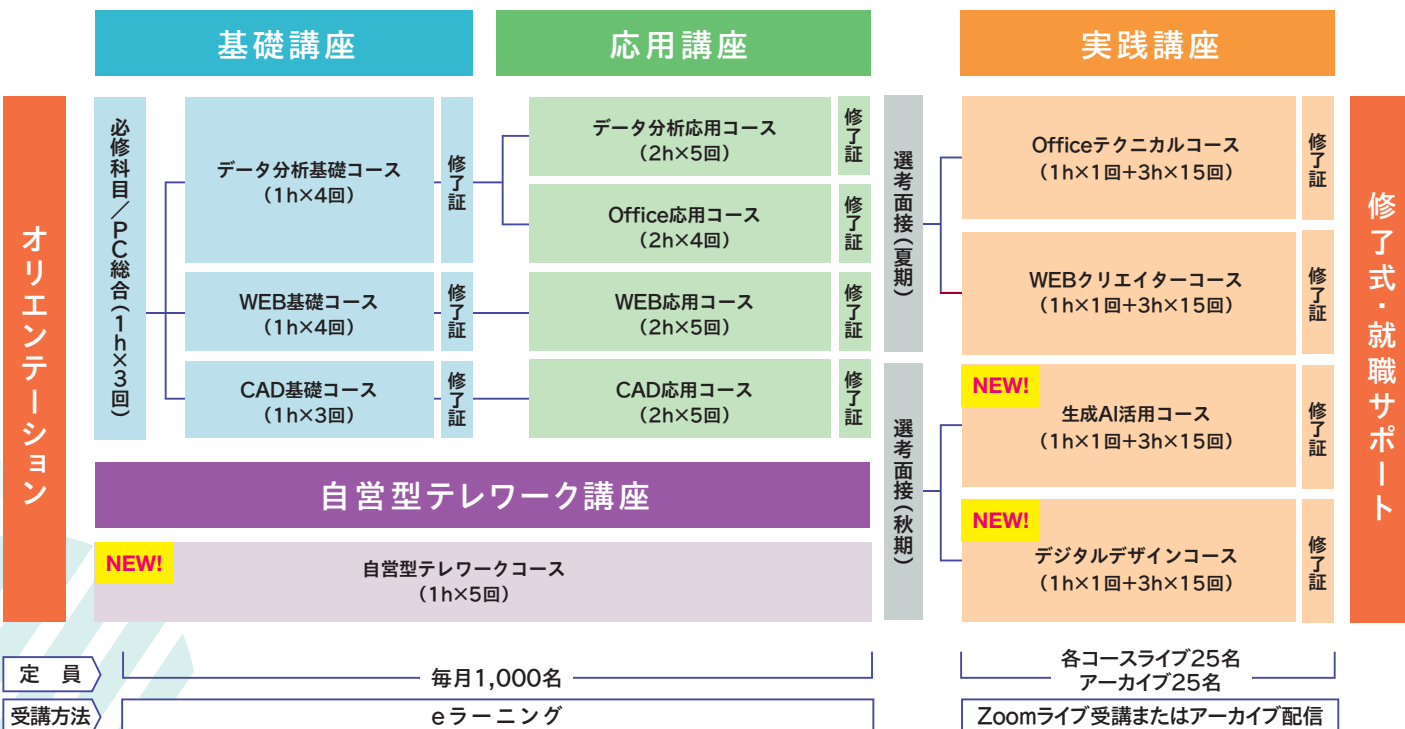 基礎講座
応用講座
実践講座
オリエンテーション
必修科目／PC総合(1h×3回)
データ分析基礎コース
(1h×4回)
修了証
WEB基礎コース
(1h×4回)
修了証
CAD基礎コース
(1h×3回)
修了証
データ分析応用コース
(2h×5回)
修了証
Office応用コース
(2h×4回)
修了証
WEB応用コース
(2h×5回)
修了証
CAD応用コース
(2h×5回)
修了証
自営型テレワーク講座
NEW!
自営型テレワークコース
(1h×5回)
選考面接(夏期)
選考面接(秋期)
Officeテクニカルコース
(1h×1回+3h×15回)
修了証
WEBクリエイターコース
(1h×1回+3h×15回)
修了証
NEW!
生成AI活用コース
(1h×1回+3h×15回)
修了証
NEW!
デジタルデザインコース
(1h×1回+3h×15回)
修了証
修了式・就職サポート
定　員
毎月1,000名
各コースライブ25名
アーカイブ25名
受講方法
eラーニング
Zoomライブ受講またはアーカイブ配信